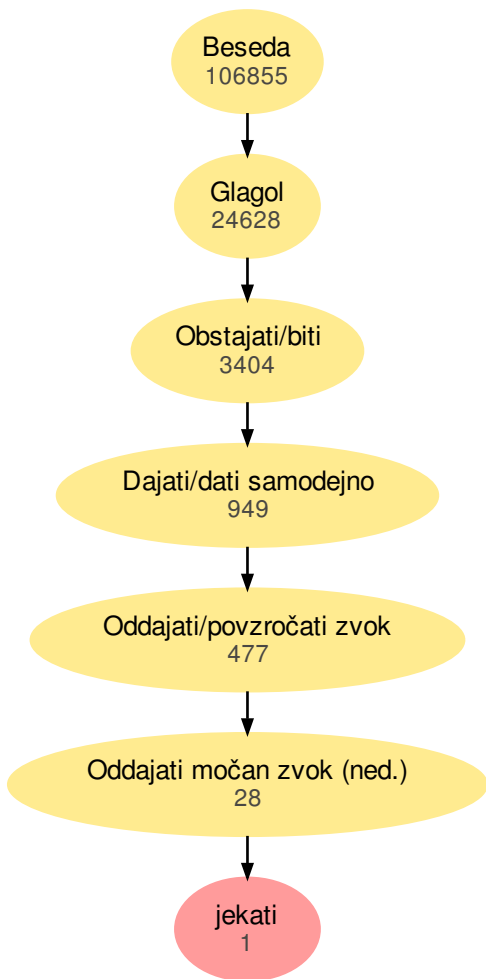 Beseda
106855
Glagol
24628
Obstajati/biti
3404
Dajati/dati samodejno
949
Oddajati/povzročati zvok
477
Oddajati močan zvok (ned.)
28
jekati
1